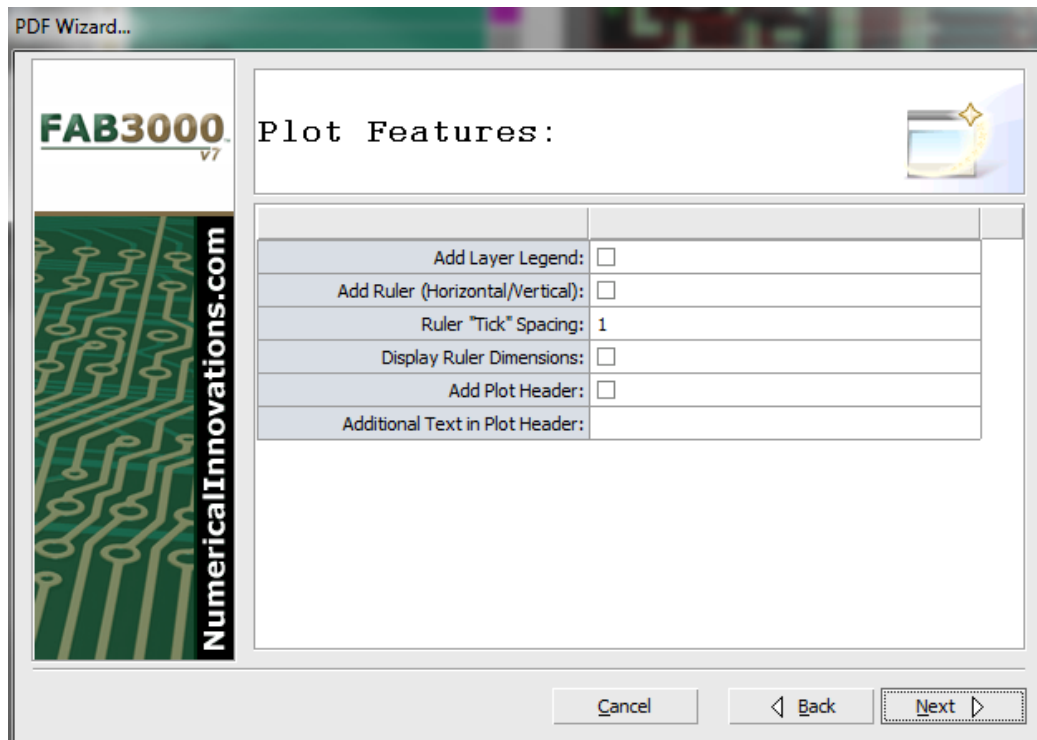 PDF Wizard...
FAB3000
v7
NumericalInnovations.com
Plot Features:
Add Layer Legend:
Add Ruler (Horizontal/Vertical):
Ruler "Tick" Spacing: 1
Display Ruler Dimensions:
Add Plot Header:
Additional Text in Plot Header:
Cancel
Back
Next